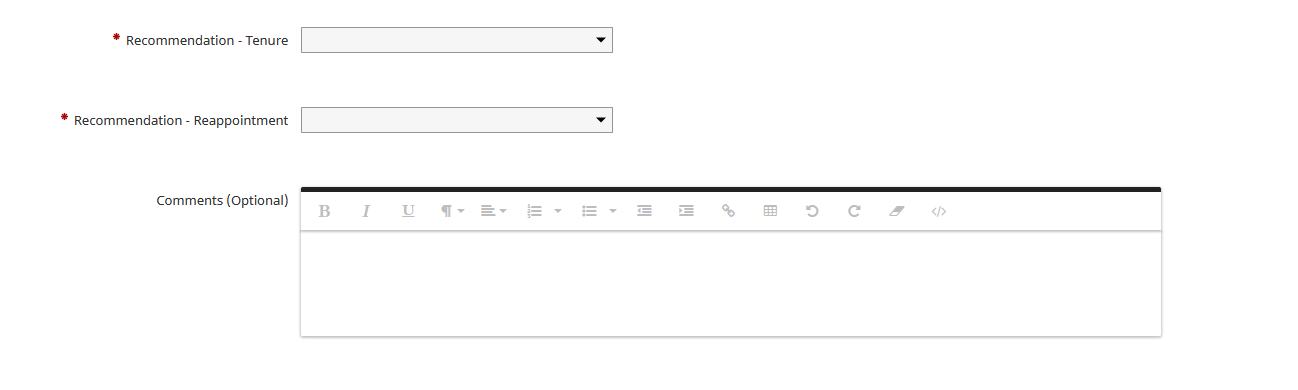 * Recommendation - Tenure
* Recommendation - Reappointment
Comments (Optional)
B I U